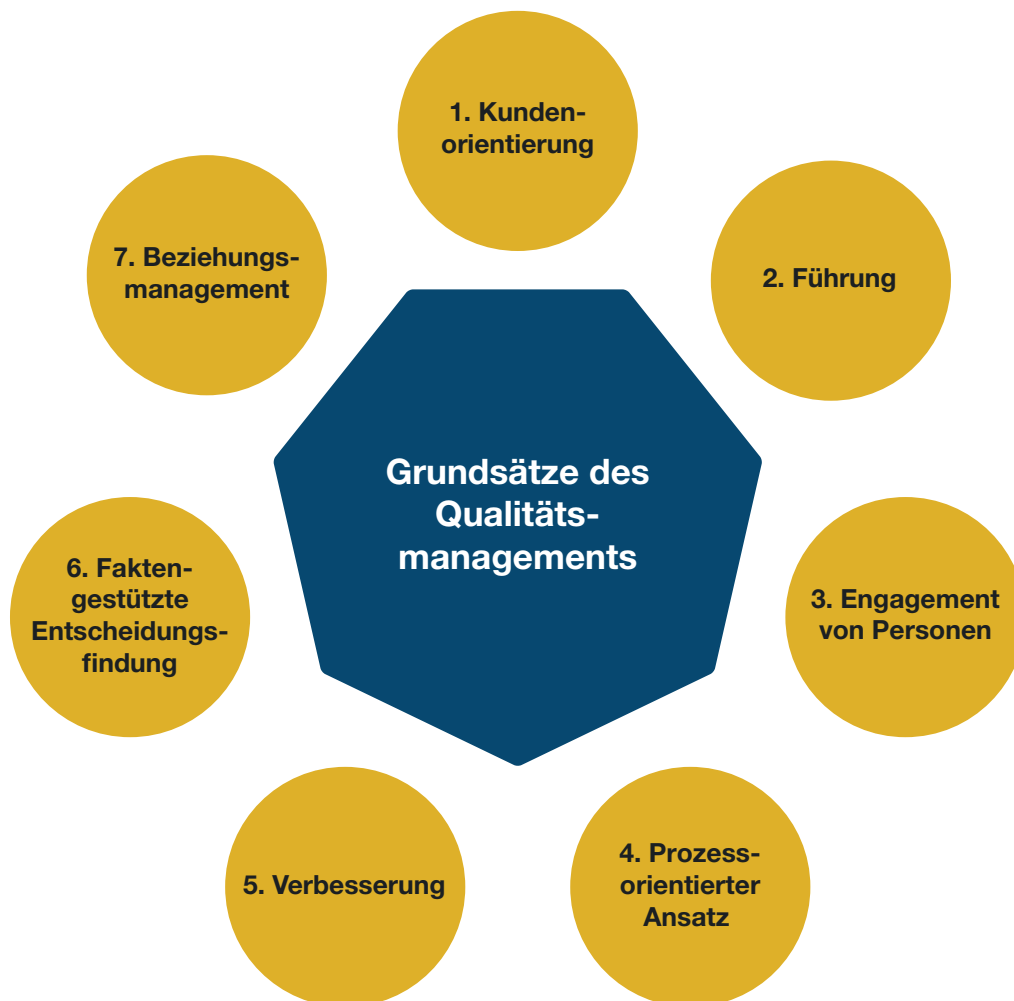 1. Kunden-
orientierung
2. Führung
3. Engagement
von Personen
4. Prozess-
orientierter
Ansatz
5. Verbesserung
6. Fakten-
gestützte
Entscheidungs-
findung
7. Beziehungs-
management
Grundsätze des
Qualitäts-
managements